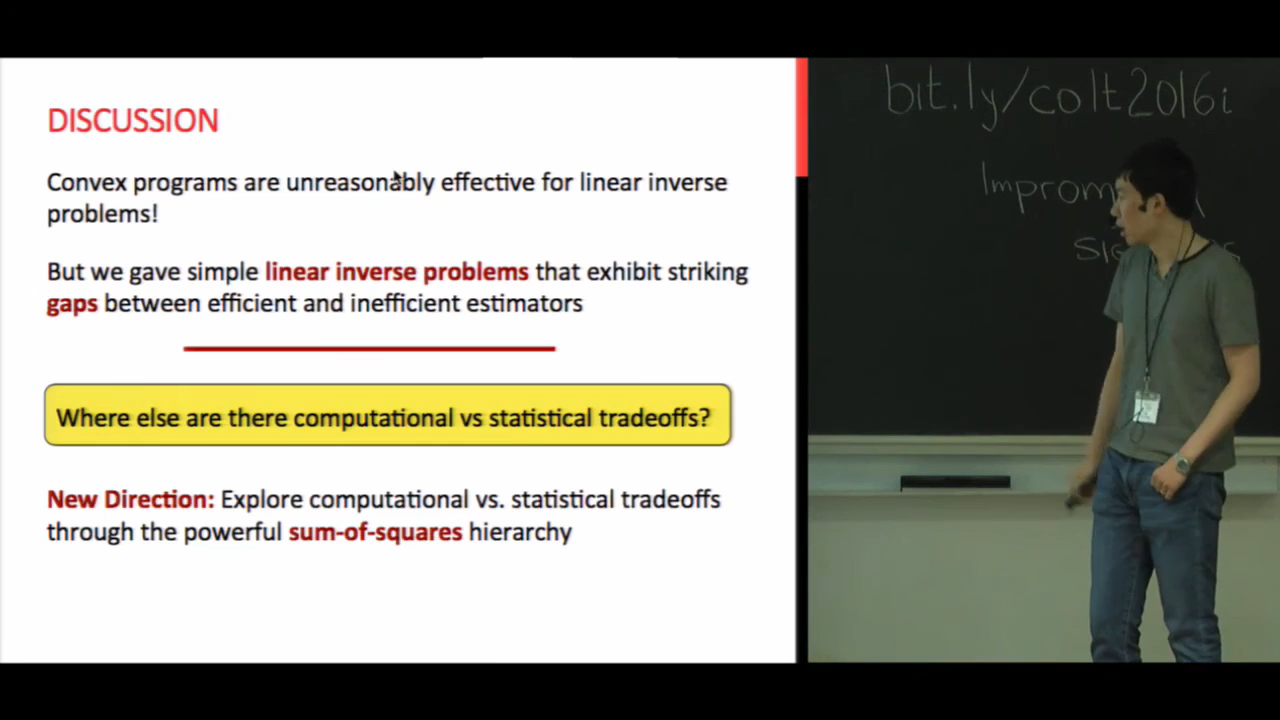 DISCUSSION
Convex programs are unreasonably effective for linear inverse
problems!
But we gave simple linear inverse problems that exhibit striking
gaps between efficient and inefficient estimators
Where else are there computational vs statistical tradeoffs?
New Direction: Explore computational vs. statistical tradeoffs
through the powerful sum-of-squares hierarchy
bit.ly/colt2016i